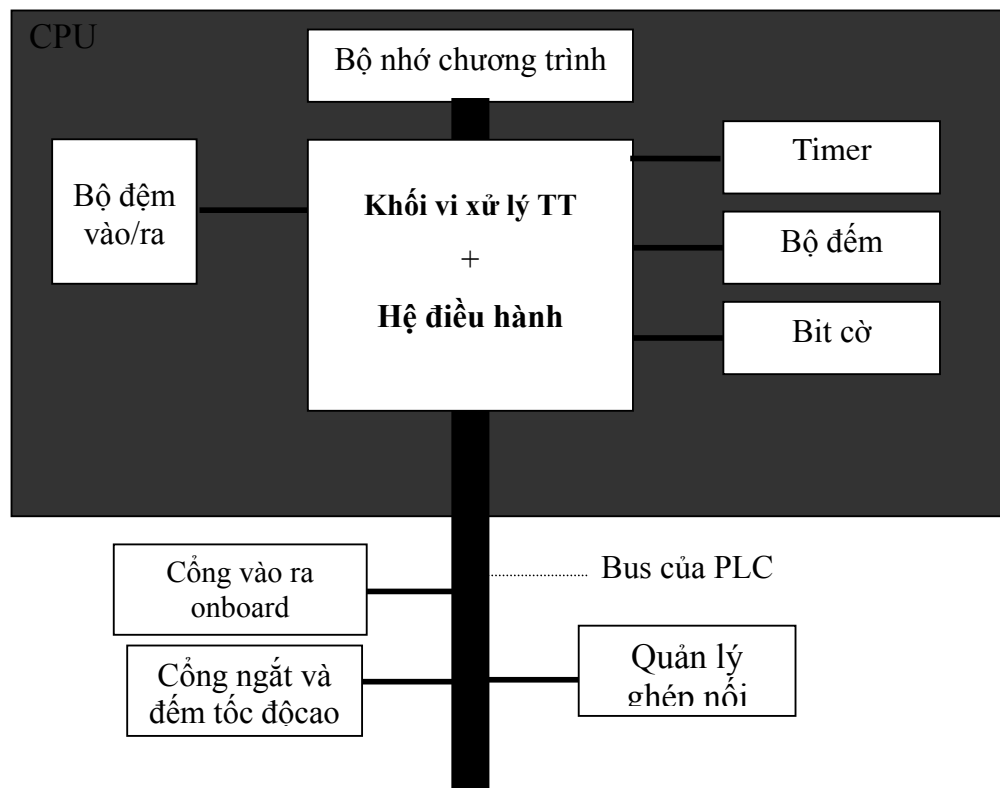 CPU
Bộ nhớ chương trình
Bộ đệm
vào/ra
Khối vi xử lý TT
+
Hệ điều hành
Timer
Bộ đếm
Bit cờ
Cổng vào ra
onboard
Bus của PLC
Cổng ngắt và
đếm tốc độcao
Quản lý
ghép nối